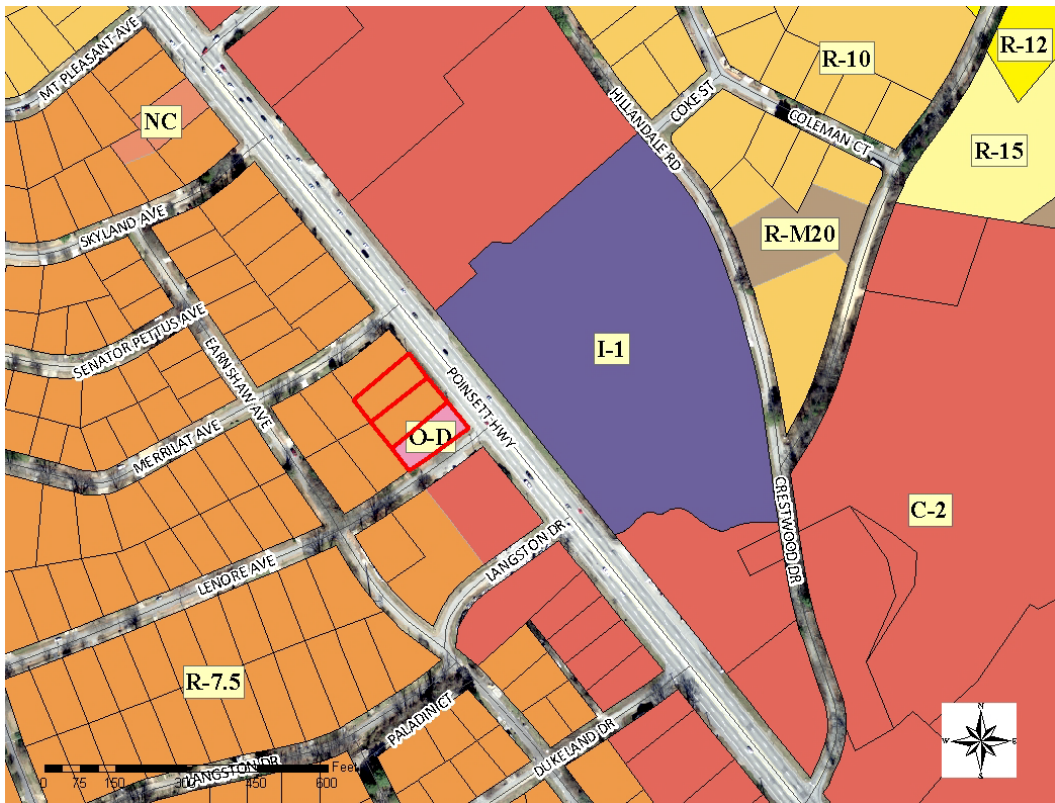 MT PLEASANT AVE
R-12
R-10
HILLANDALE RD
COKE ST
COLEMAN CT
NC
R-15
SKYLAND AVE
R-M20
SENATOR PETTUS AVE
EARNSHAW AVE
I-1
POINSETT HWY
MERRILAT AVE
O-D
CRESTWOOD DR
C-2
LANGSTON DR
LENORE AVE
R-7.5
PALADIN CT
DUKELAND DR
LANGSTON DR
Feet
0 75 150 300 450 600
N
W E
S